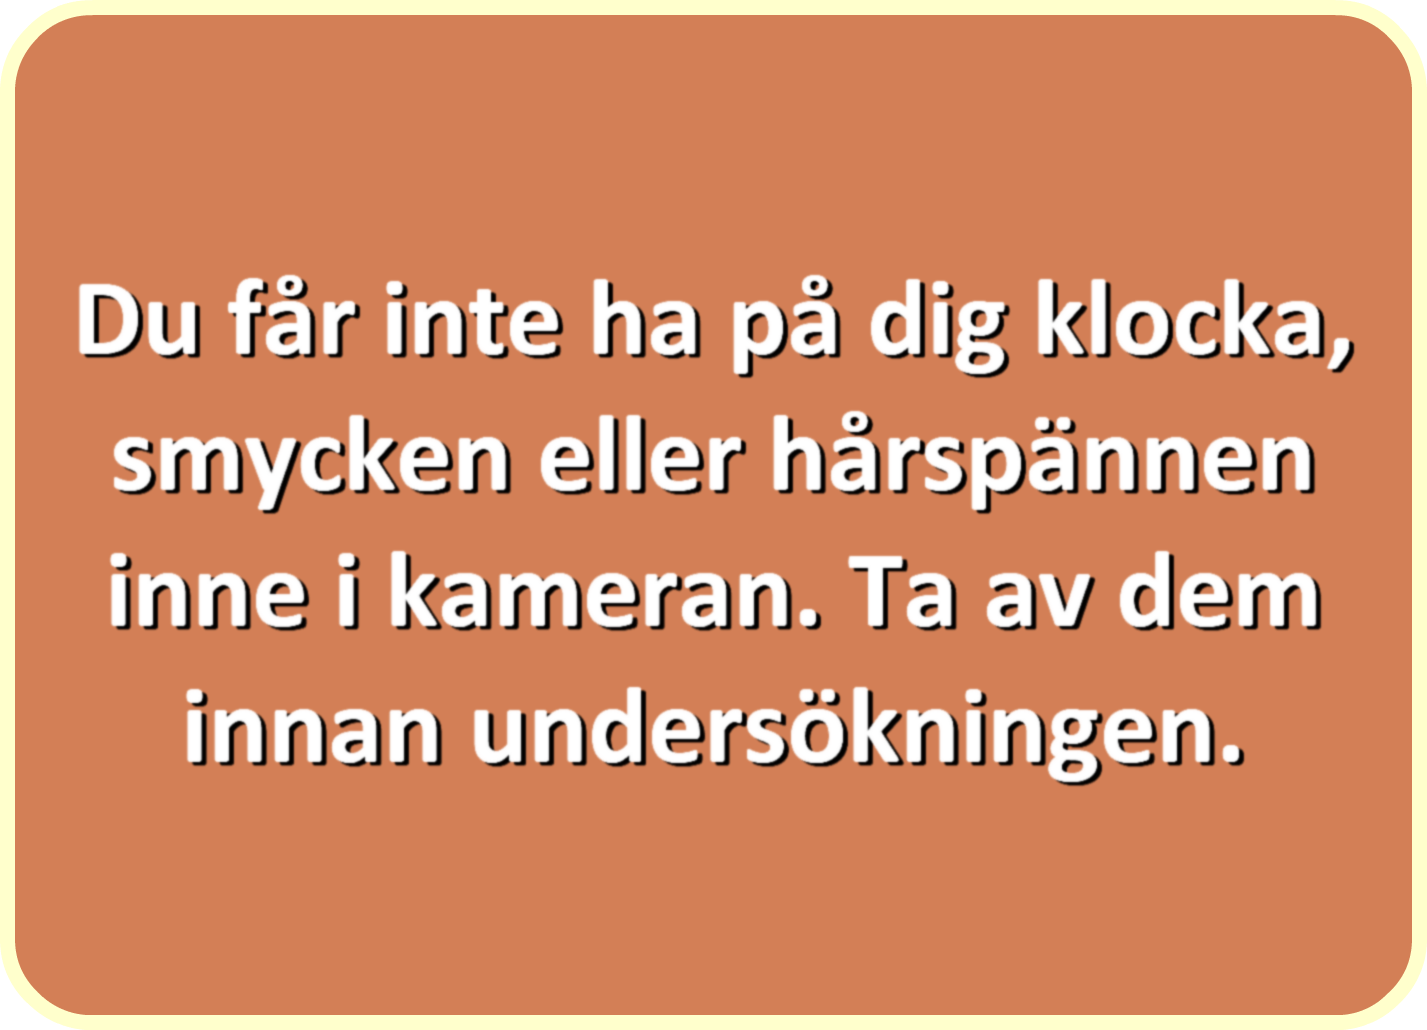 Du får inte ha på dig klocka,
smycken eller hårspännen
inne i kameran. Ta av dem
innan undersökningen.